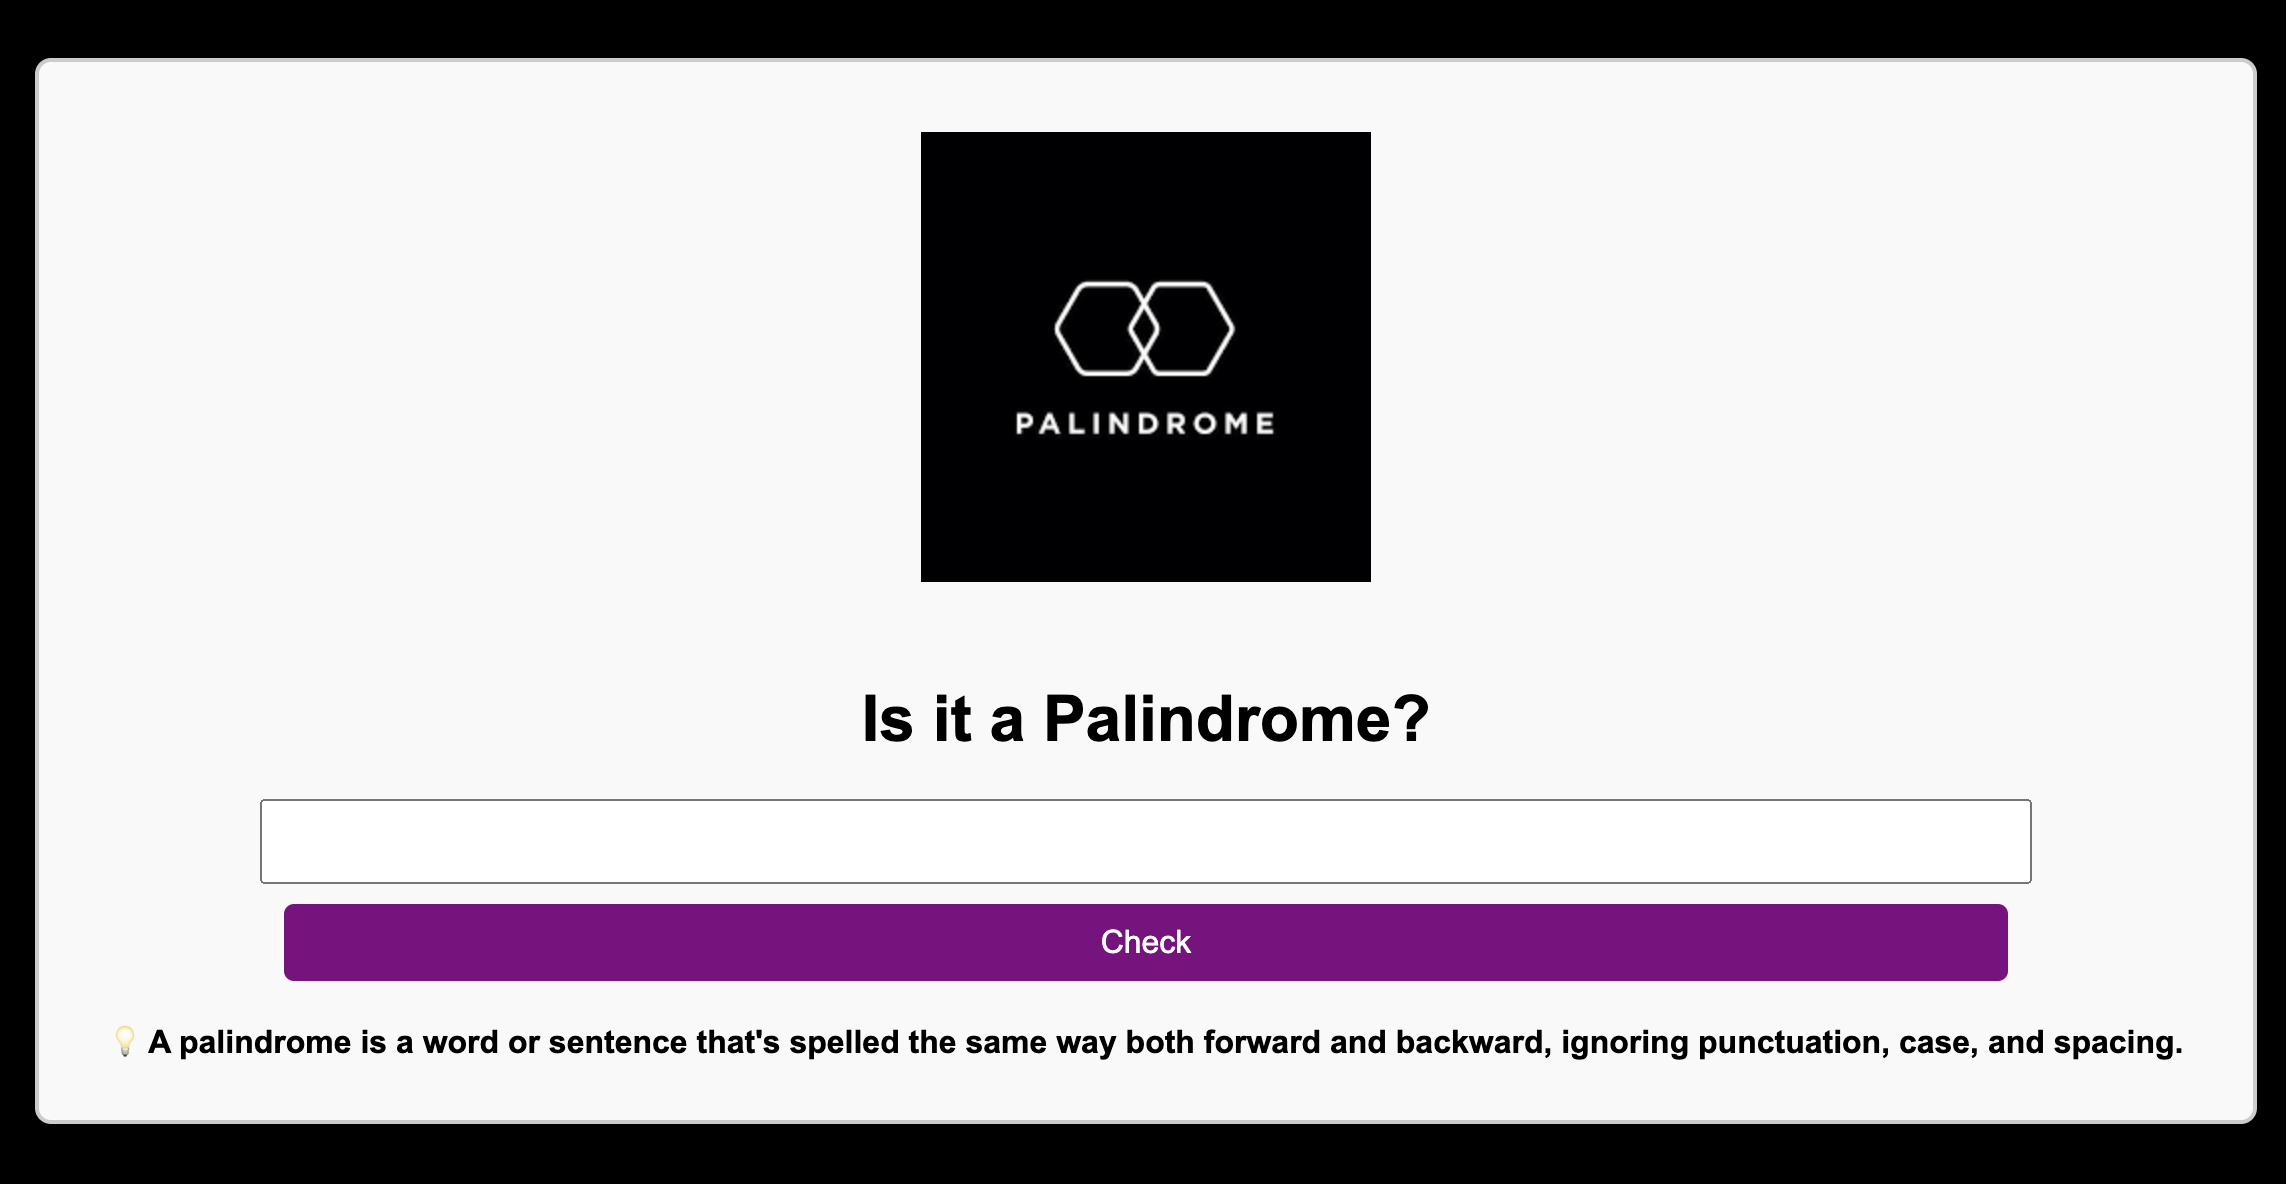 PALINDROME
Is it a Palindrome?
Check
💡 A palindrome is a word or sentence that's spelled the same way both forward and backward, ignoring punctuation, case, and spacing.